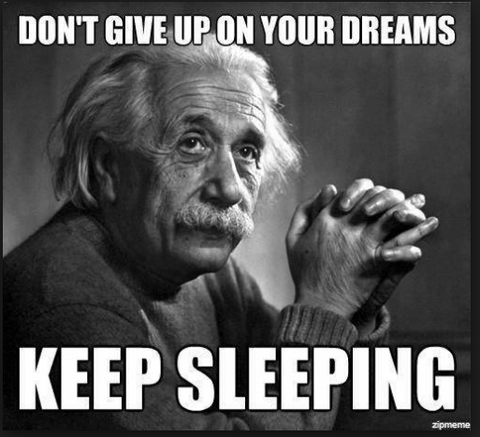 DON'T GIVE UP ON YOUR DREAMS
KEEP SLEEPING
zipmeme